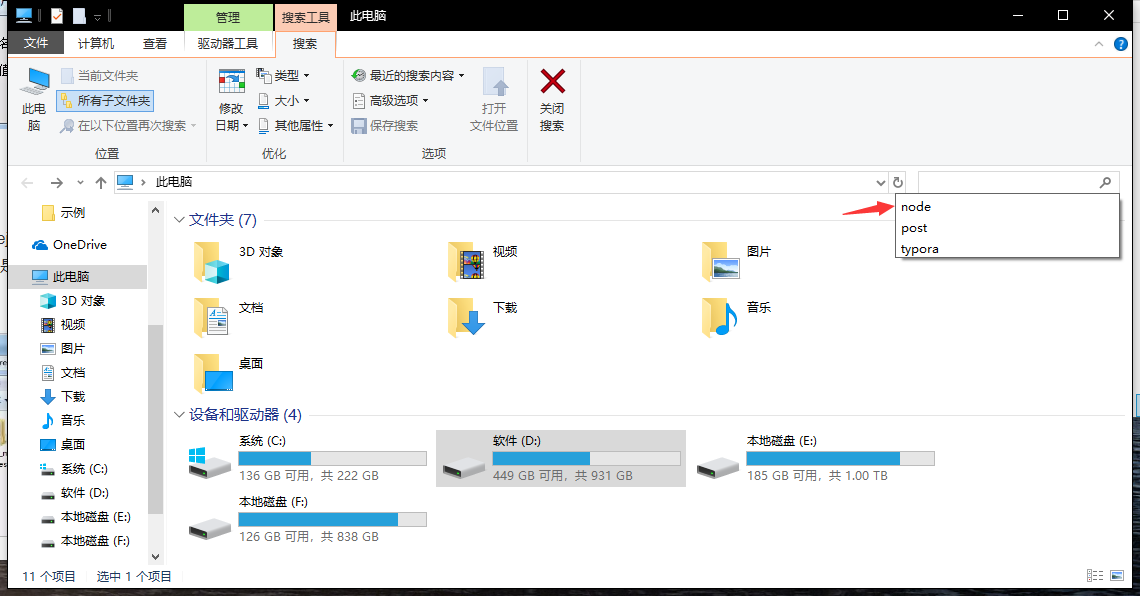 管理
搜索工具
此电脑
文件
计算机
查看
驱动器工具
搜索
此电
脑
当前文件夹
所有子文件夹
在以下位置再次搜索
位置
修改
日期
类型
大小
其他属性
优化
最近的搜索内容
高级选项
保存搜索
打开
文件位置
选项
关闭
搜索
此电脑
node
post
typora
示例
OneDrive
此电脑
3D 对象
视频
图片
文档
下载
音乐
桌面
系统 (C:)
软件 (D:)
本地磁盘 (E:)
本地磁盘 (F:)
文件夹 (7)
3D 对象
视频
图片
文档
下载
音乐
桌面
设备和驱动器 (4)
系统 (C:)
136 GB 可用，共 222 GB
软件 (D:)
449 GB 可用，共 931 GB
本地磁盘 (E:)
185 GB 可用，共 1.00 TB
本地磁盘 (F:)
126 GB 可用，共 838 GB
11 个项目
选中 1 个项目